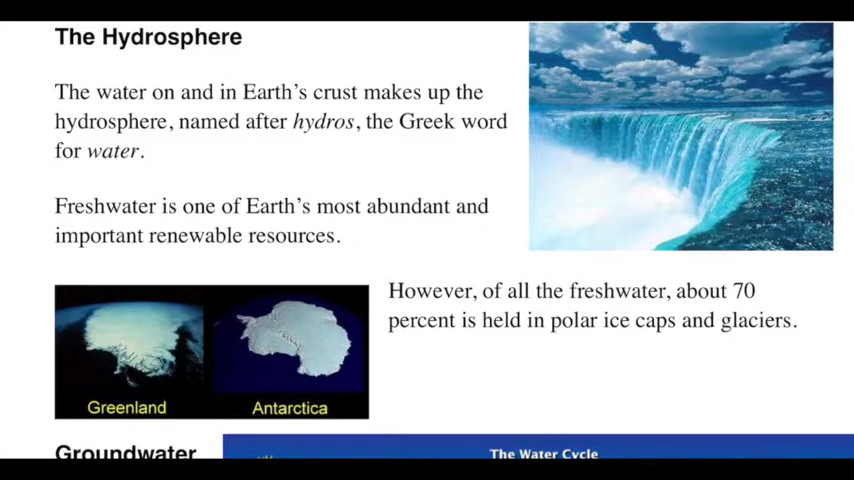 The Hydrosphere
The water on and in Earth's crust makes up the
hydrosphere, named after hydros, the Greek word
for water.
Freshwater is one of Earth's most abundant and
important renewable resources.
However, of all the freshwater, about 70
percent is held in polar ice caps and glaciers.
Greenland
Antarctica
Groundwater
The Water Cycle